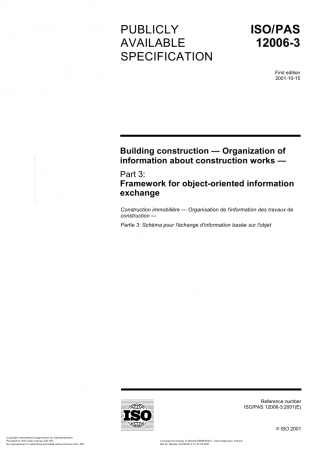 PUBLICLY
AVAILABLE
SPECIFICATION
ISO/PAS
12006-3
First edition
2001-10-15
Building construction — Organization of
information about construction works —
Part 3:
Framework for object-oriented information
exchange
Construction immobilière — Organisation de l'information des travaux de
construction —
Partie 3: Schéma pour l'échange d'information basée sur l'objet
ISO
Reference number
ISO/PAS 12006-3:2001(E)
© ISO 2001